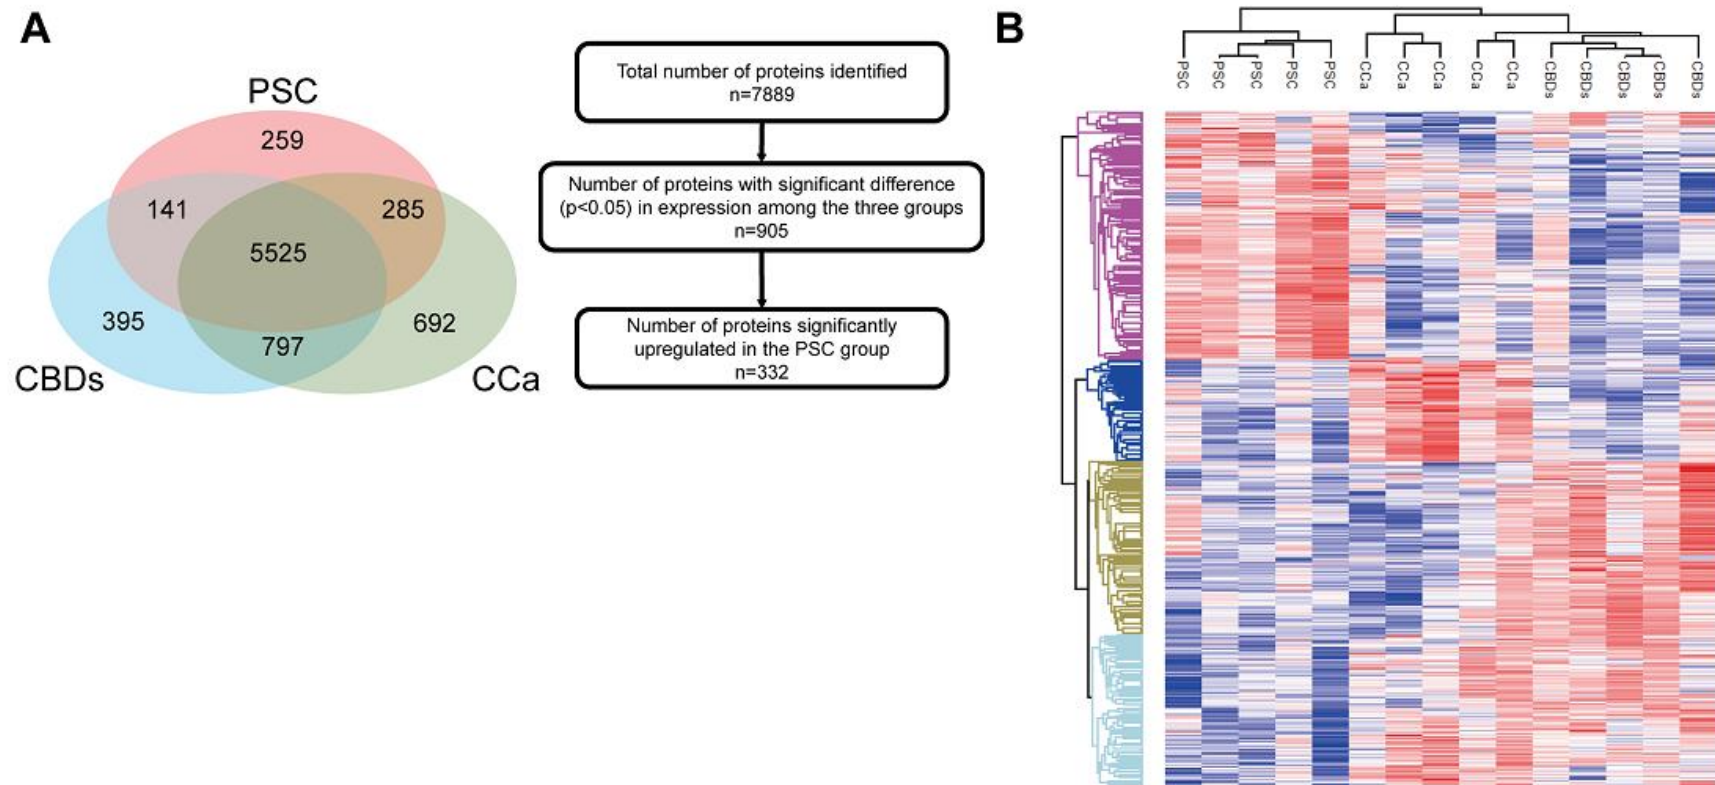 A
PSC
259
141
285
5525
395
692
797
CBDs
CCa
Total number of proteins identified
n=7889
Number of proteins with significant difference
(p<0.05) in expression among the three groups
n=905
Number of proteins significantly
upregulated in the PSC group
n=332
B
PSC
PSC
PSC
PSC
PSC
CCa
CCa
CCa
CCa
CCa
CBDs
CBDs
CBDs
CBDs
CBDs